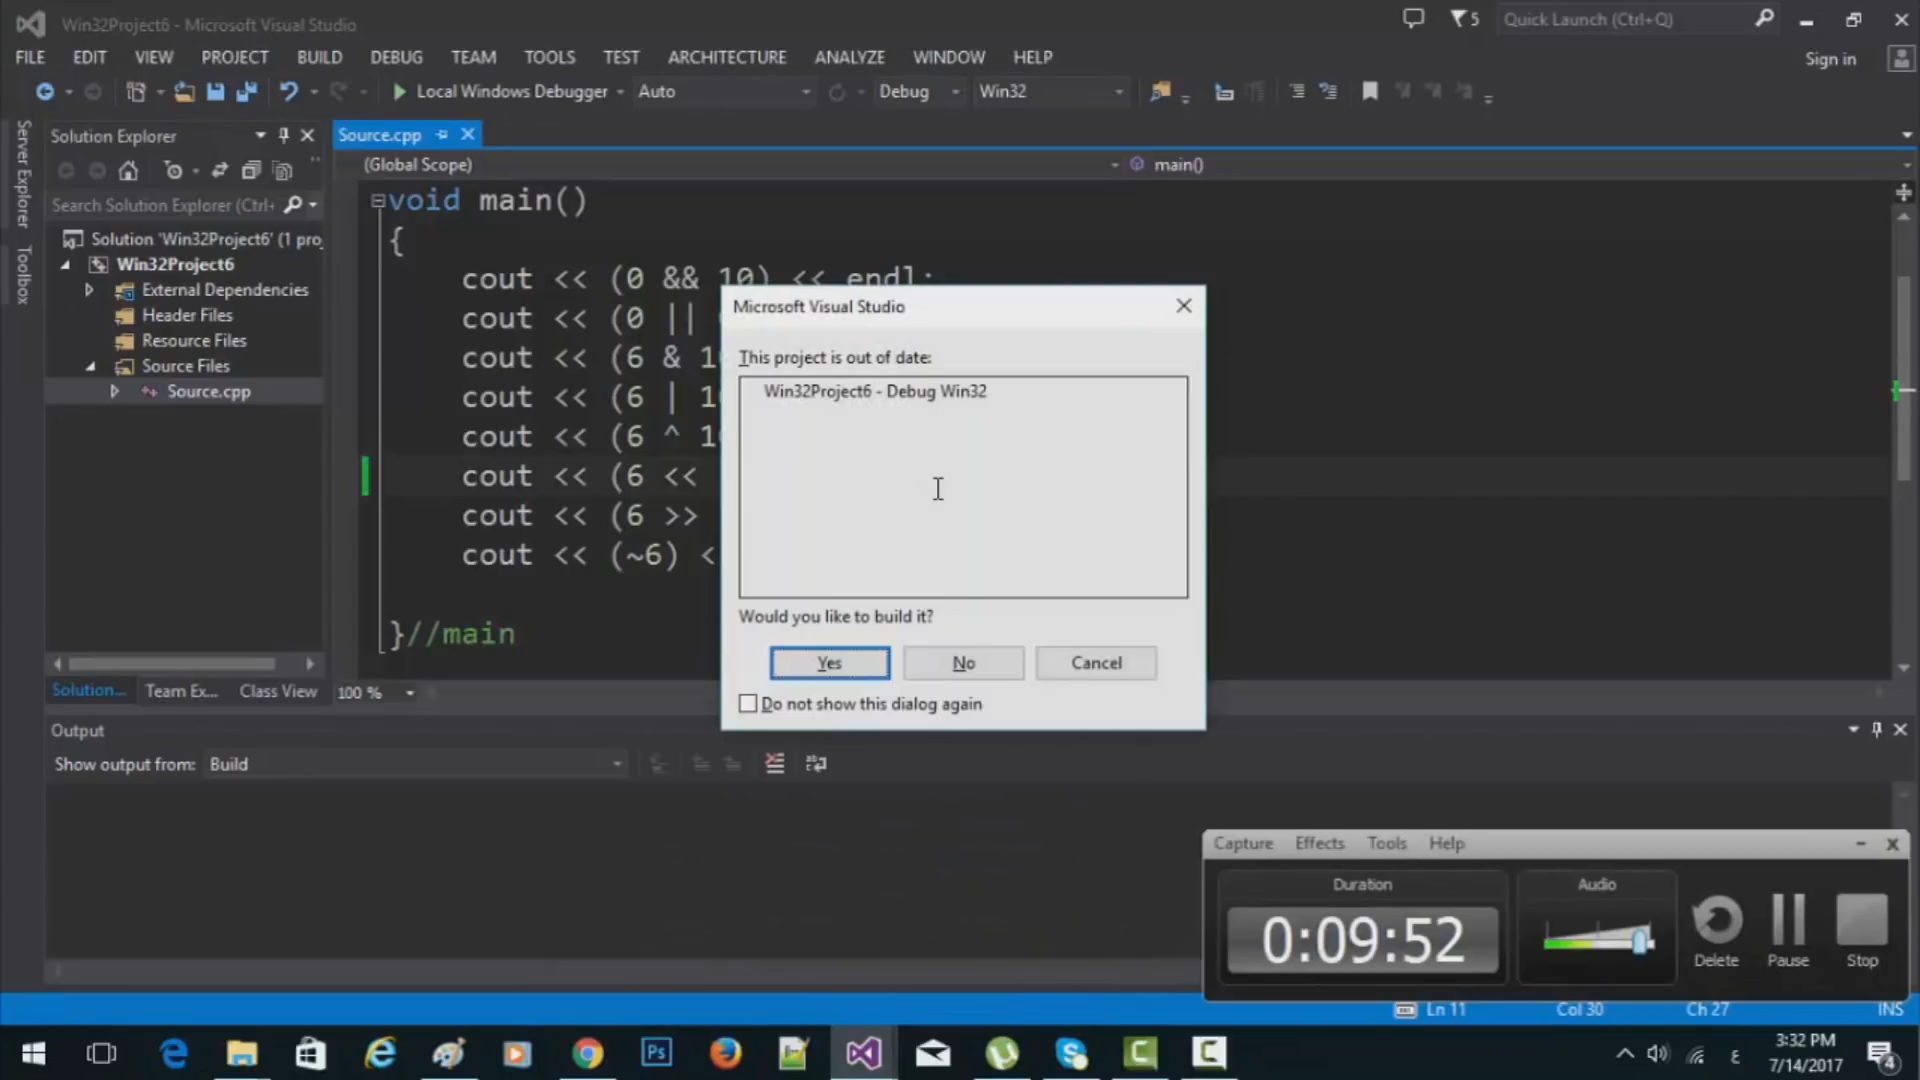 Win32Project6 - Microsoft Visual Studio
5
Quick Launch (Ctrl+Q)
FILE EDIT VIEW PROJECT BUILD DEBUG TEAM TOOLS TEST ARCHITECTURE ANALYZE WINDOW HELP
Sign in
Local Windows Debugger Auto Debug Win32
Server Explorer
Toolbox
Solution Explorer
Search Solution Explorer (Ctrl+
Solution 'Win32Project6' (1 pro
Win32Project6
External Dependencies
Header Files
Resource Files
Source Files
Source.cpp
Solution... Team Ex... Class View
Source.cpp
(Global Scope) main()
void main()
{
cout << (0 && 10) << endl;
cout << (0 ||
cout << (6 & 1
cout << (6 | 1
cout << (6 ^ 1
cout << (6 <<
cout << (6 >>
cout << (~6) <
}//main
100 %
Microsoft Visual Studio
This project is out of date:
Win32Project6 - Debug Win32
Would you like to build it?
Yes No Cancel
Do not show this dialog again
Output
Show output from: Build
Capture Effects Tools Help
Duration
0:09:52
Audio
Delete Pause Stop
Ln 11 Col 30 Ch 27 INS
Ps
ع
3:32 PM
7/14/2017
4